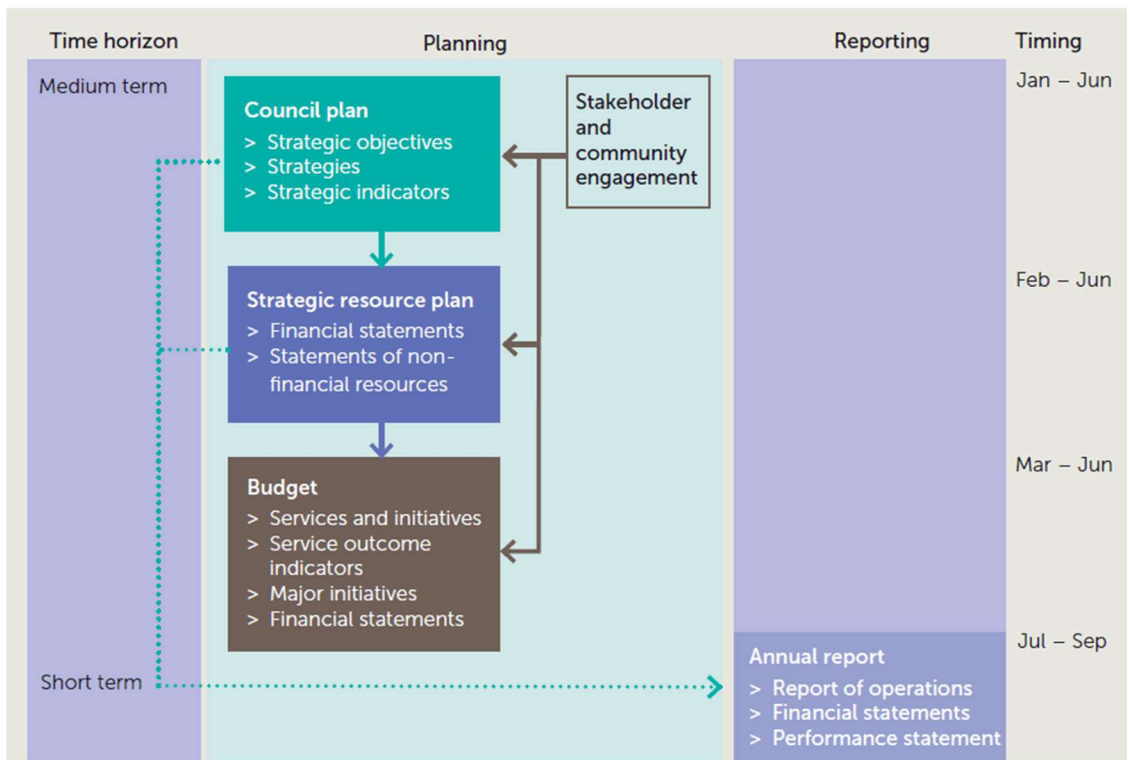 Time horizon
Planning
Reporting
Timing
Medium term
Council plan
> Strategic objectives
> Strategies
> Strategic indicators
Stakeholder
and
community
engagement
Jan – Jun
Strategic resource plan
> Financial statements
> Statements of non-
financial resources
Feb – Jun
Budget
> Services and initiatives
> Service outcome
indicators
> Major initiatives
> Financial statements
Mar – Jun
Short term
Annual report
> Report of operations
> Financial statements
> Performance statement
Jul – Sep